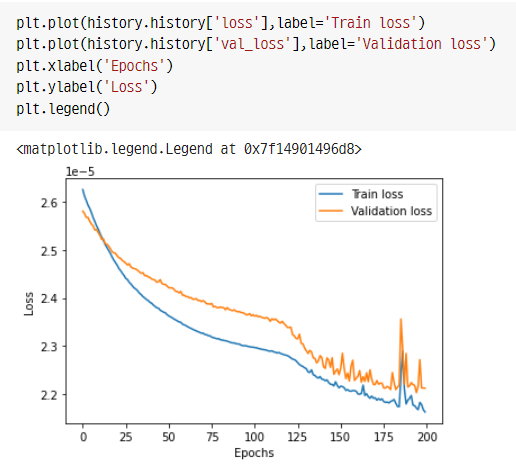 plt.plot(history.history['loss'],label='Train loss')
plt.plot(history.history['val_loss'],label='Validation loss')
plt.xlabel('Epochs')
plt.ylabel('Loss')
plt.legend()
<matplotlib.legend.Legend at 0x7f14901496d8>
1e−5
Train loss
Validation loss
2.6
2.5
2.4
2.3
2.2
Loss
0 25 50 75 100 125 150 175 200
Epochs